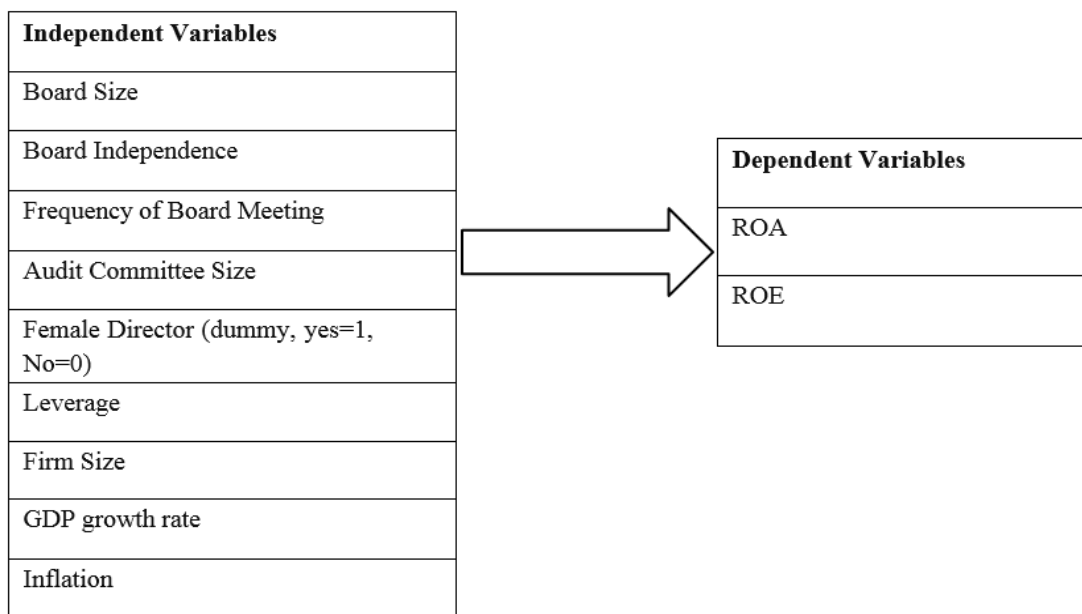 Independent Variables
Board Size
Board Independence
Frequency of Board Meeting
Audit Committee Size
Female Director (dummy, yes=1,
No=0)
Leverage
Firm Size
GDP growth rate
Inflation
Dependent Variables
ROA
ROE